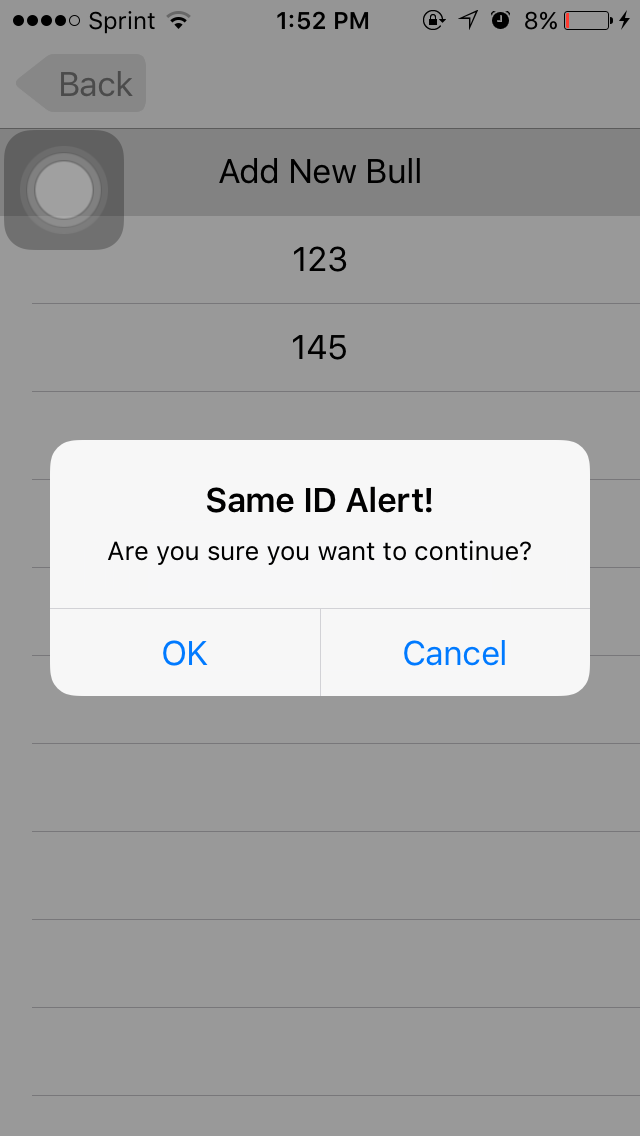 Sprint 1:52 PM 8%
Back
Add New Bull
123
145
Same ID Alert!
Are you sure you want to continue?
OK Cancel